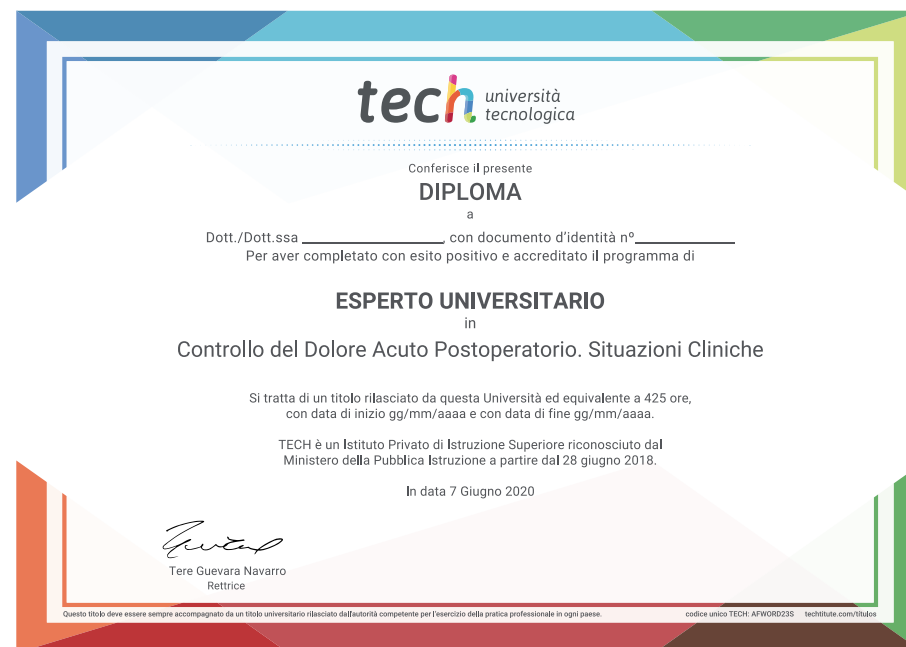 tech università
tecnologica
Conferisce il presente
DIPLOMA
a
Dott./Dott.ssa ________________, con documento d'identità nº____________
Per aver completato con esito positivo e accreditato il programma di
ESPERTO UNIVERSITARIO
in
Controllo del Dolore Acuto Postoperatorio. Situazioni Cliniche
Si tratta di un titolo rilasciato da questa Università ed equivalente a 425 ore,
con data di inizio gg/mm/aaaa e con data di fine gg/mm/aaaa.
TECH è un Istituto Privato di Istruzione Superiore riconosciuto dal
Ministero della Pubblica Istruzione a partire dal 28 giugno 2018.
In data 7 Giugno 2020
Tere Guevara Navarro
Rettrice
Questo titolo deve essere sempre accompagnato da un titolo universitario rilasciato dall'autorità competente per l'esercizio della pratica professionale in ogni paese. codice unico TECH: AFWORD23S techtitute.com/titulos